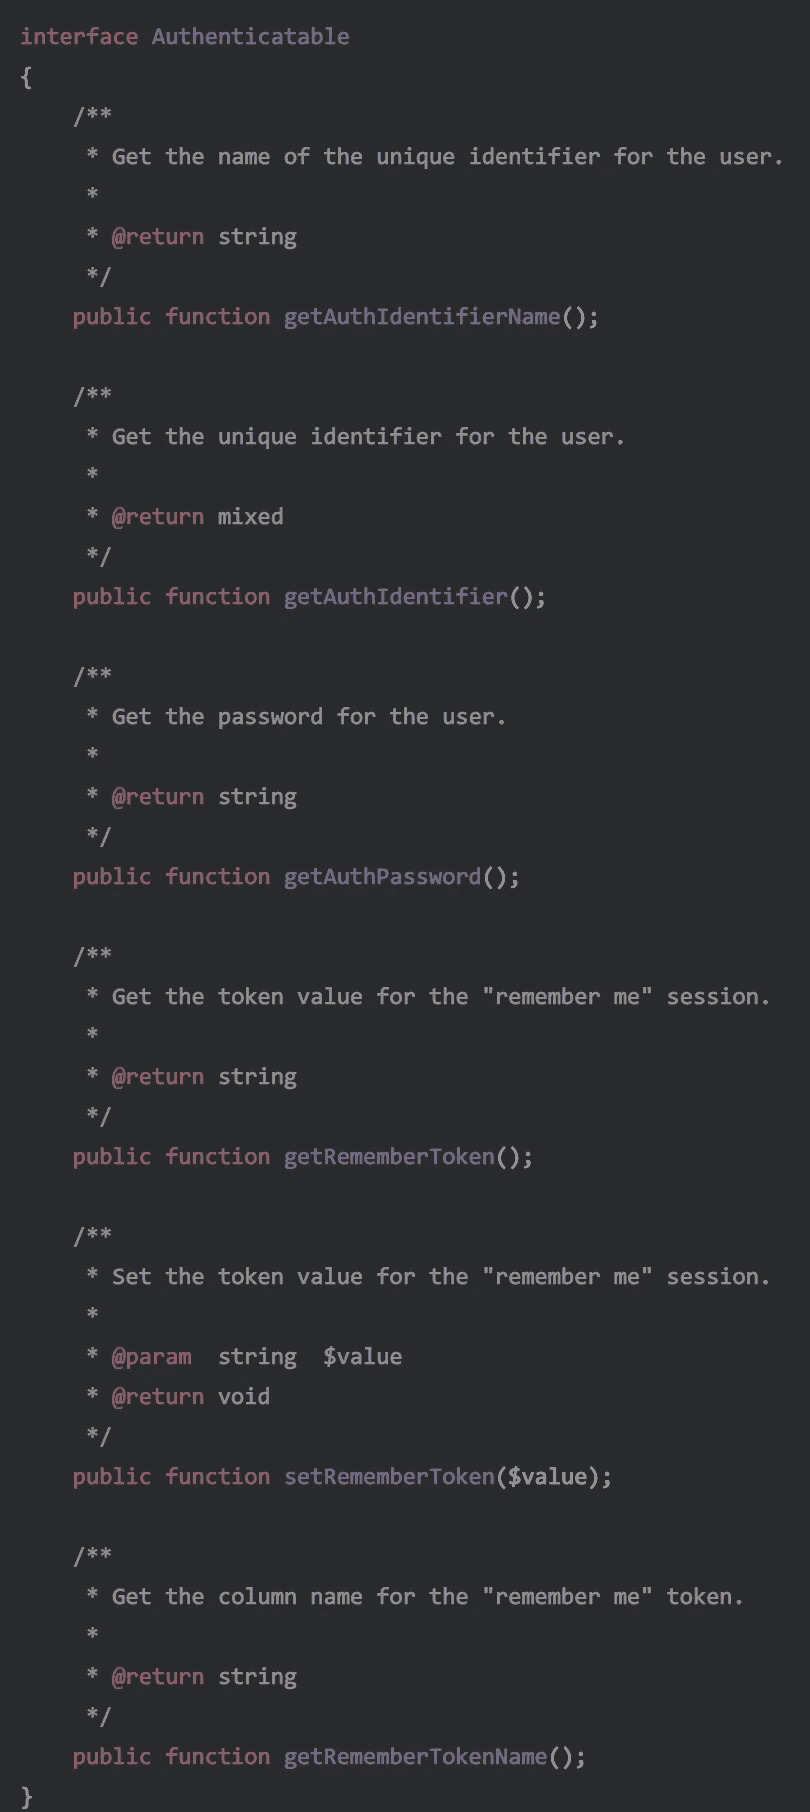 interface Authenticatable
{
    /**
     * Get the name of the unique identifier for the user.
     *
     * @return string
     */
    public function getAuthIdentifierName();

    /**
     * Get the unique identifier for the user.
     *
     * @return mixed
     */
    public function getAuthIdentifier();

    /**
     * Get the password for the user.
     *
     * @return string
     */
    public function getAuthPassword();

    /**
     * Get the token value for the "remember me" session.
     *
     * @return string
     */
    public function getRememberToken();

    /**
     * Set the token value for the "remember me" session.
     *
     * @param  string  $value
     * @return void
     */
    public function setRememberToken($value);

    /**
     * Get the column name for the "remember me" token.
     *
     * @return string
     */
    public function getRememberTokenName();
}